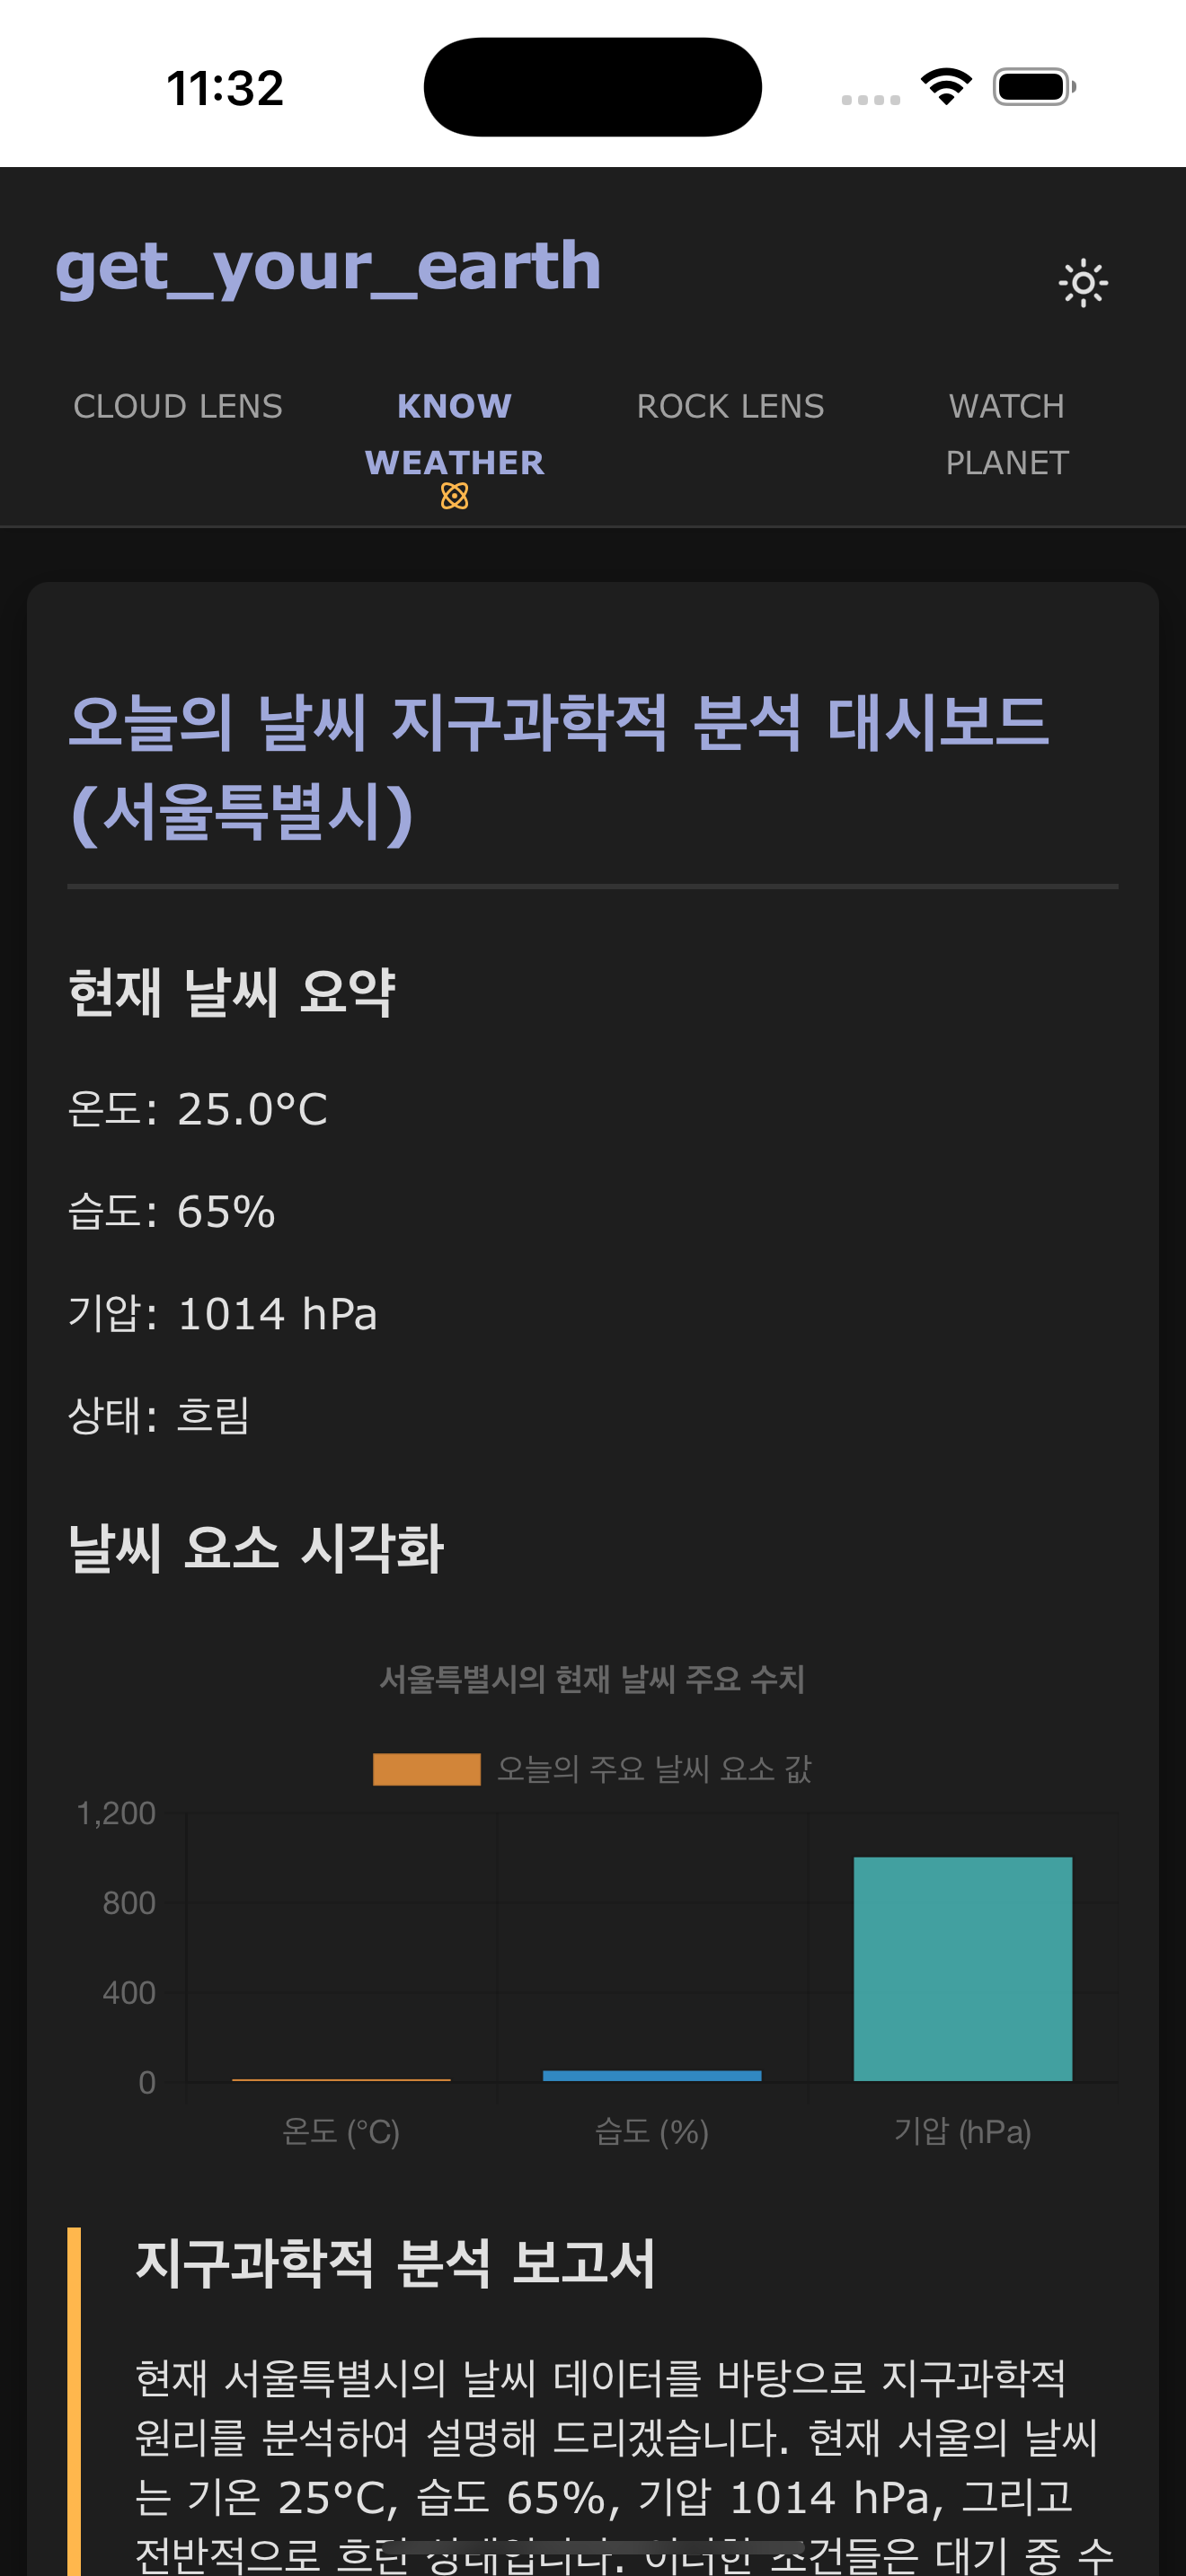 11:32
get_your_earth
CLOUD LENS
KNOW
WEATHER
ROCK LENS
WATCH
PLANET
오늘의 날씨 지구과학적 분석 대시보드
(서울특별시)
현재 날씨 요약
온도: 25.0°C
습도: 65%
기압: 1014 hPa
상태: 흐림
날씨 요소 시각화
서울특별시의 현재 날씨 주요 수치
오늘의 주요 날씨 요소 값
1,200
800
400
0
온도 (°C)
습도 (%)
기압 (hPa)
지구과학적 분석 보고서
현재 서울특별시의 날씨 데이터를 바탕으로 지구과학적
원리를 분석하여 설명해 드리겠습니다. 현재 서울의 날씨
는 기온 25°C, 습도 65%, 기압 1014 hPa, 그리고
전반적으로 흐린 상태입니다. 이러한 조건들은 대기 중 수